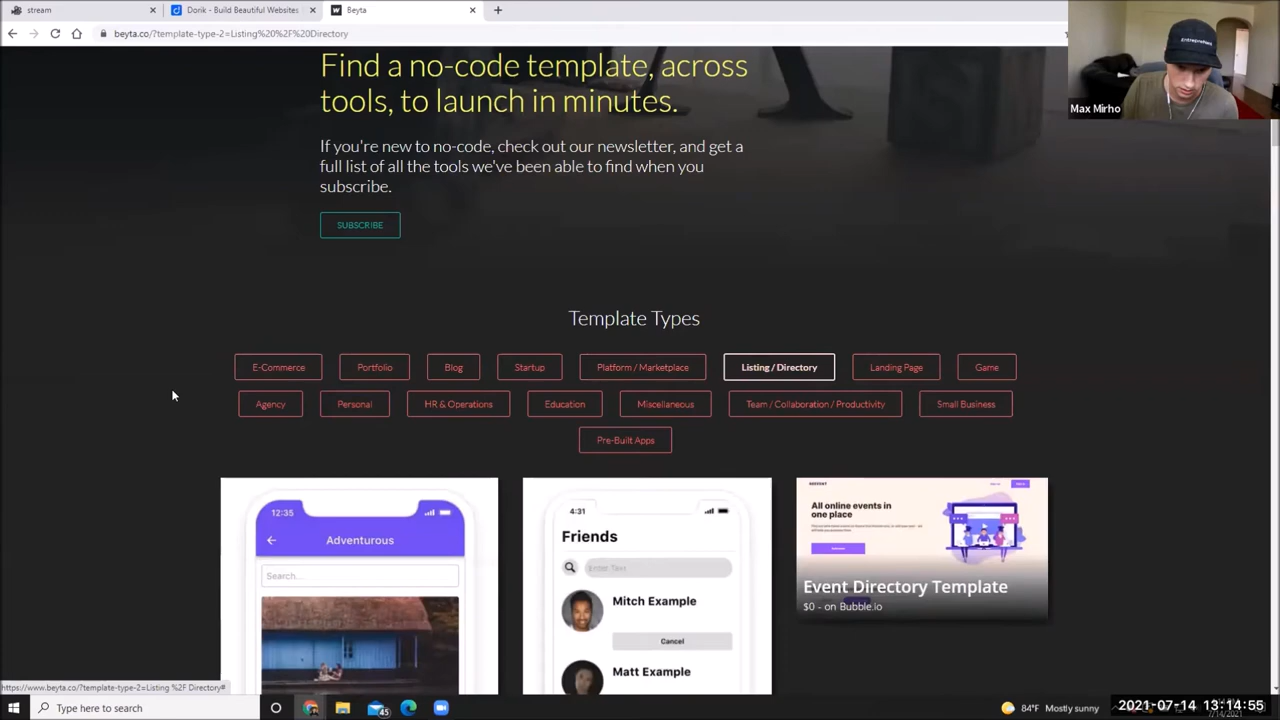 stream
Dorik - Build Beautiful Websites
Beyta
beyta.co/?template-type-2=Listing%20%2F%20Directory
Max Mirho
Find a no-code template, across
tools, to launch in minutes.
If you're new to no-code, check out our newsletter, and get a
full list of all the tools we've been able to find when you
subscribe.
SUBSCRIBE
Template Types
E-Commerce
Portfolio
Blog
Startup
Platform / Marketplace
Listing / Directory
Landing Page
Game
Agency
Personal
HR & Operations
Education
Miscellaneous
Team / Collaboration / Productivity
Small Business
Pre-Built Apps
12:35
Adventurous
Search...
4:31
Friends
Enter Text
Mitch Example
Cancel
Matt Example
All online events in
one place
Event Directory Template
$0 - on Bubble.io
https://www.beyta.co/?template-type-2=Listing %2F Directory#
Type here to search
45
84°F Mostly sunny
2021-07-14 13:14:55
7/14/2021